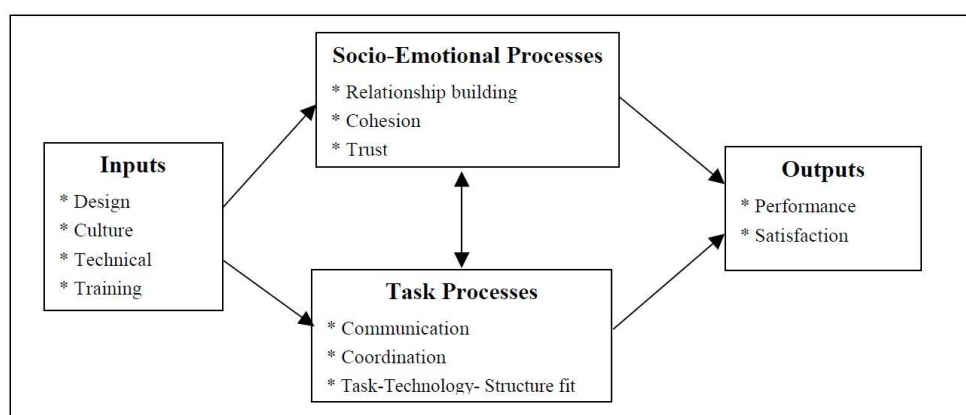 Socio-Emotional Processes
* Relationship building
* Cohesion
* Trust
Inputs
* Design
* Culture
* Technical
* Training
Outputs
* Performance
* Satisfaction
Task Processes
* Communication
* Coordination
* Task-Technology- Structure fit